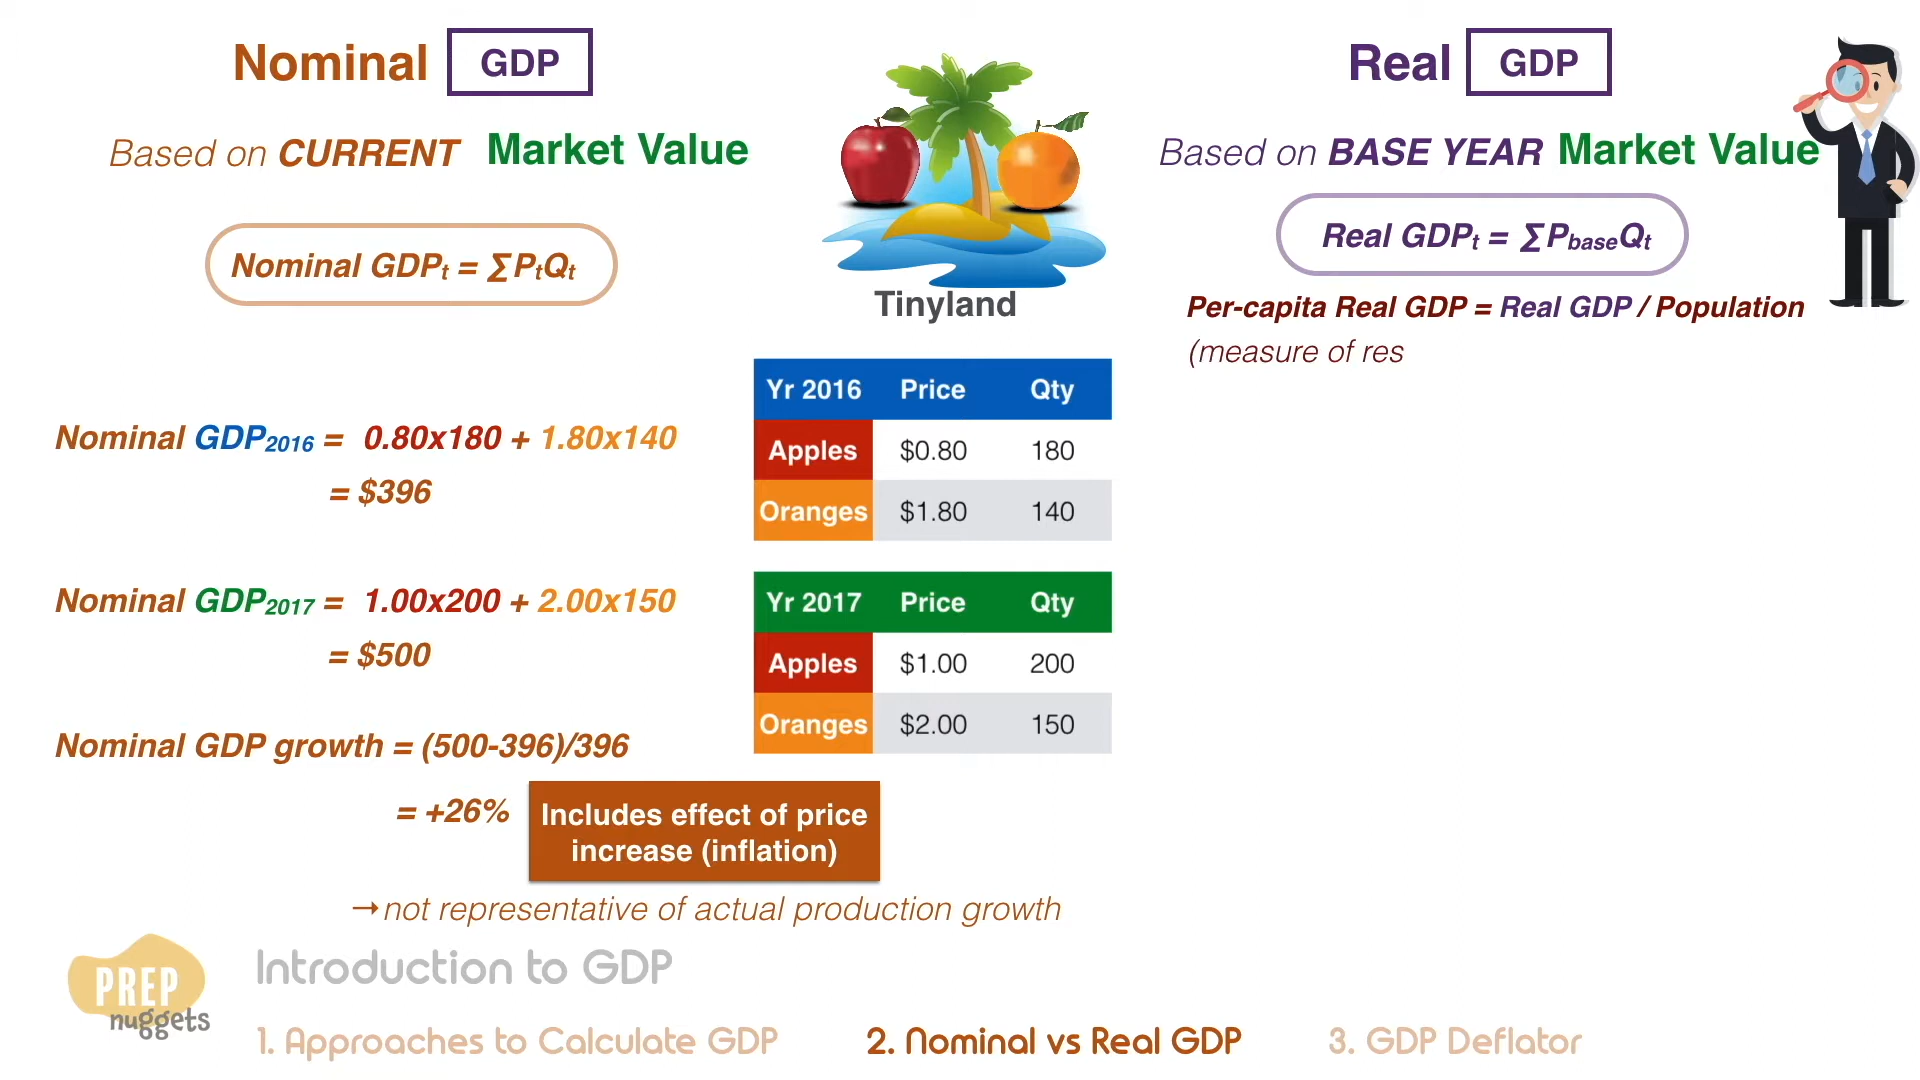 Nominal GDP
Based on CURRENT Market Value
Nominal GDPt = ∑PtQt
Tinyland
Real GDP
Based on BASE YEAR Market Value
Real GDPt = ∑PbaseQt
Per-capita Real GDP = Real GDP / Population
(measure of res
Nominal GDP2016 = 0.80x180 + 1.80x140
= $396
Nominal GDP2017 = 1.00x200 + 2.00x150
= $500
Nominal GDP growth = (500-396)/396
= +26%
Includes effect of price
increase (inflation)
→not representative of actual production growth
Yr 2016 Price Qty
Apples $0.80 180
Oranges $1.80 140
Yr 2017 Price Qty
Apples $1.00 200
Oranges $2.00 150
PREP
nuggets
Introduction to GDP
1. Approaches to Calculate GDP
2. Nominal vs Real GDP
3. GDP Deflator